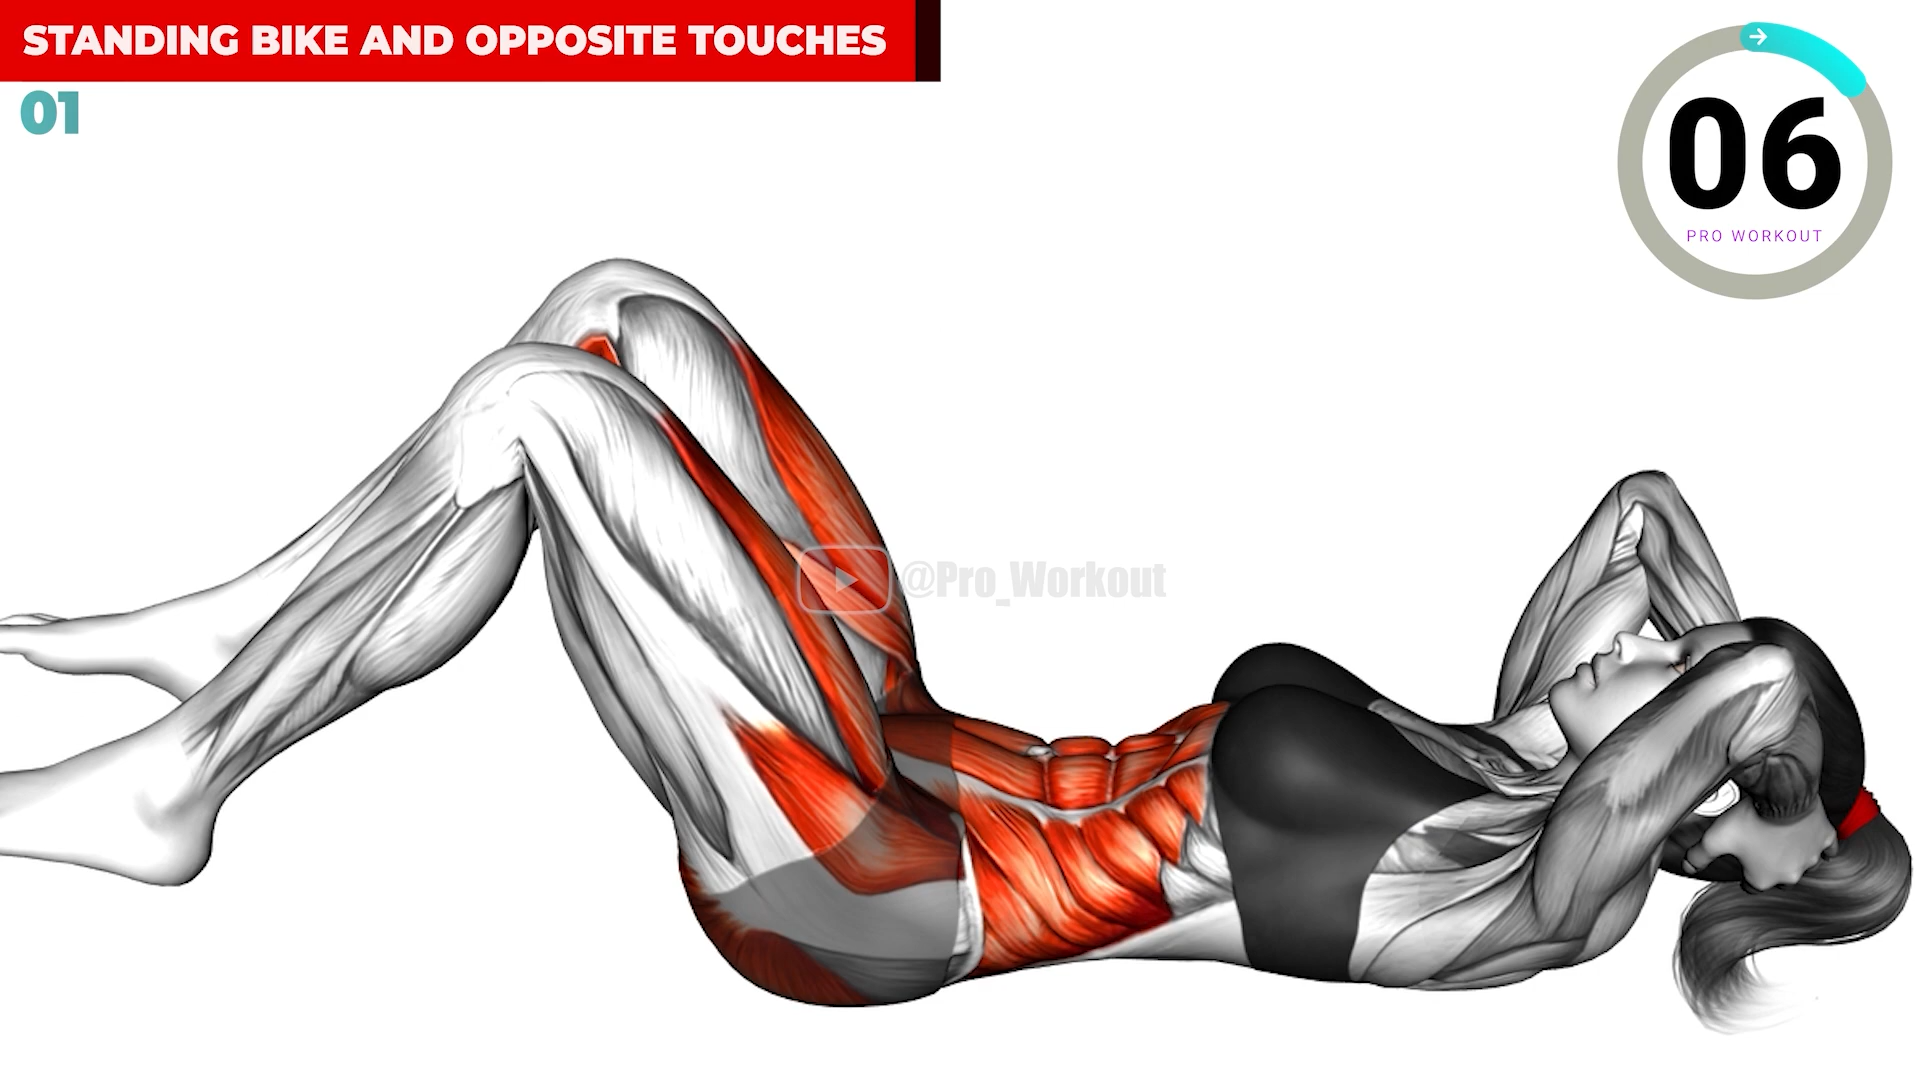 STANDING BIKE AND OPPOSITE TOUCHES
01
06
PRO WORKOUT
@Pro_Workout